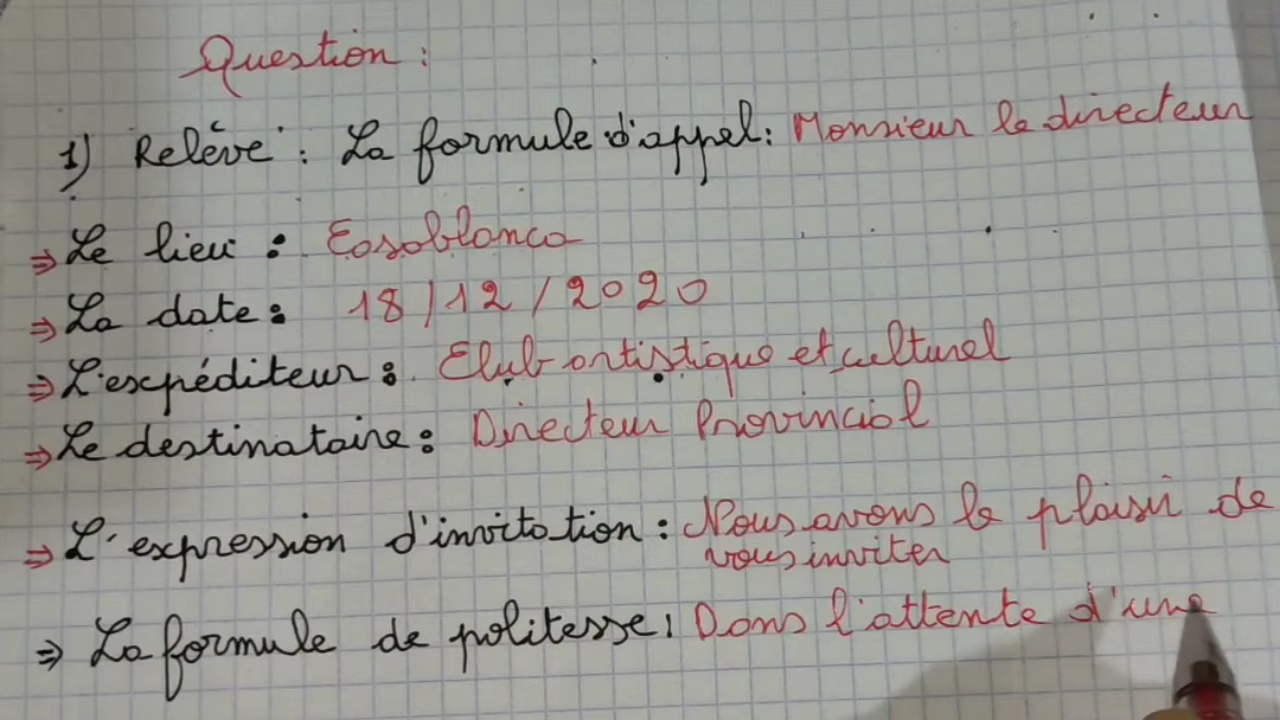 Question :
1) Relève : La formule d'appel : Monsieur le directeur
⇒ Le lieu : Casablanca
⇒ La date : 18/12/2020
⇒ L'expéditeur : Club artistique et culturel
⇒ Le destinataire : Directeur Provincial
⇒ L'expression d'invitation : Nous avons le plaisir de
vous inviter
⇒ La formule de politesse : Dans l'attente d'une